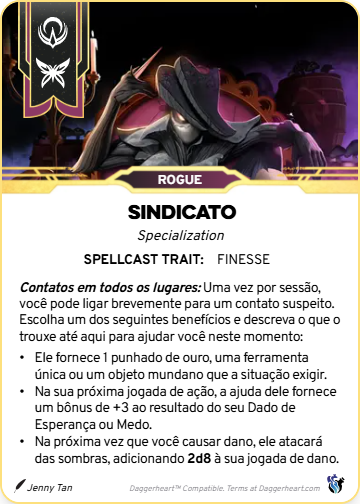 ROGUE
SINDICATO
Specialization
SPELLCAST TRAIT: FINESSE
Contatos em todos os lugares: Uma vez por sessão,
você pode ligar brevemente para um contato suspeito.
Escolha um dos seguintes benefícios e descreva o que o
trouxe até aqui para ajudar você neste momento:
• Ele fornece 1 punhado de ouro, uma ferramenta
única ou um objeto mundano que a situação exigir.
• Na sua próxima jogada de ação, a ajuda dele fornece
um bônus de +3 ao resultado do seu Dado de
Esperança ou Medo.
• Na próxima vez que você causar dano, ele atacará
das sombras, adicionando 2d8 à sua jogada de dano.
Jenny Tan
Daggerheart™ Compatible. Terms at Daggerheart.com